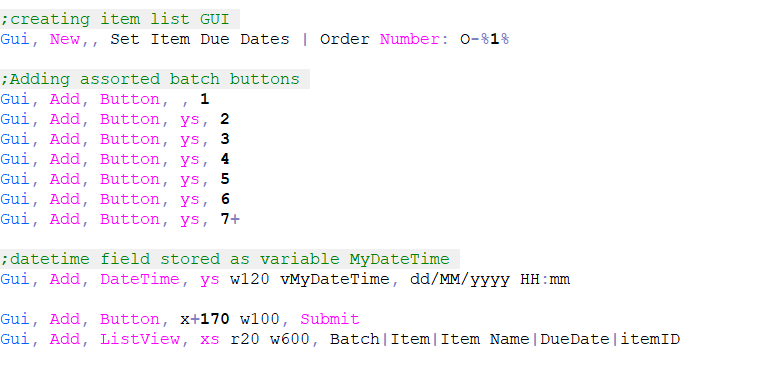 ;creating item list GUI
Gui, New,, Set Item Due Dates | Order Number: O-%1%
;Adding assorted batch buttons
Gui, Add, Button, , 1
Gui, Add, Button, ys, 2
Gui, Add, Button, ys, 3
Gui, Add, Button, ys, 4
Gui, Add, Button, ys, 5
Gui, Add, Button, ys, 6
Gui, Add, Button, ys, 7+
;datetime field stored as variable MyDateTime
Gui, Add, DateTime, ys w120 vMyDateTime, dd/MM/yyyy HH:mm
Gui, Add, Button, x+170 w100, Submit
Gui, Add, ListView, xs r20 w600, Batch|Item|Item Name|DueDate|itemID